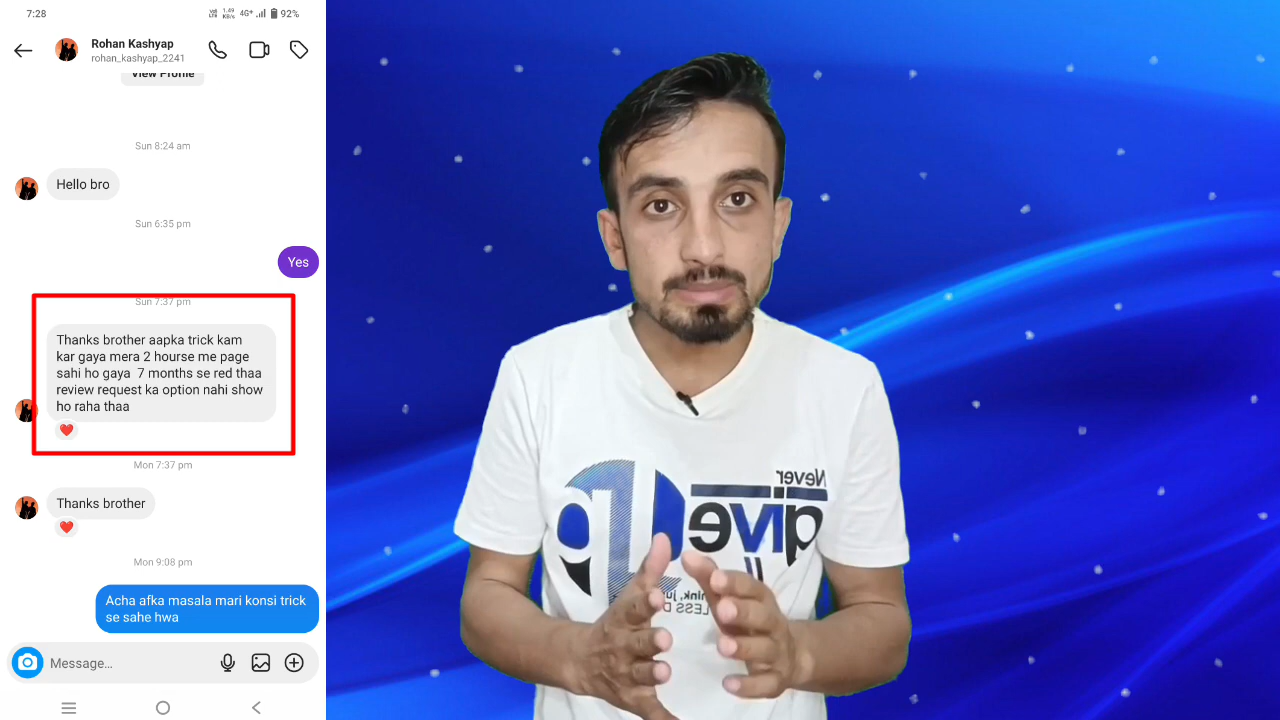 7:28
4G+
92%
Rohan Kashyap
rohan_kashyap_2241
View Profile
Sun 8:24 am
Hello bro
Sun 6:35 pm
Yes
Sun 7:37 pm
Thanks brother aapka trick kam
kar gaya mera 2 hourse me page
sahi ho gaya 7 months se red thaa
review request ka option nahi show
ho raha thaa
Mon 7:37 pm
Thanks brother
Mon 9:08 pm
Acha afka masala mari konsi trick
se sahe hwa
Message...
Never
give